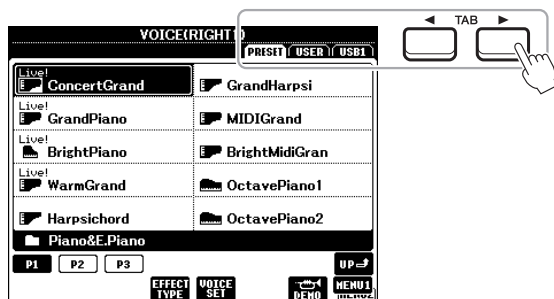 VOICE(RIGHT1)
PRESET USER USB1
◄ TAB ►
Live!
ConcertGrand GrandHarpsi
Live!
GrandPiano MIDIGrand
Live!
BrightPiano BrightMidiGran
Live!
WarmGrand OctavePiano1
Harpsichord OctavePiano2
Piano&E.Piano
P1 P2 P3 UP
EFFECT TYPE VOICE SET DEMO MENU1
MENU2